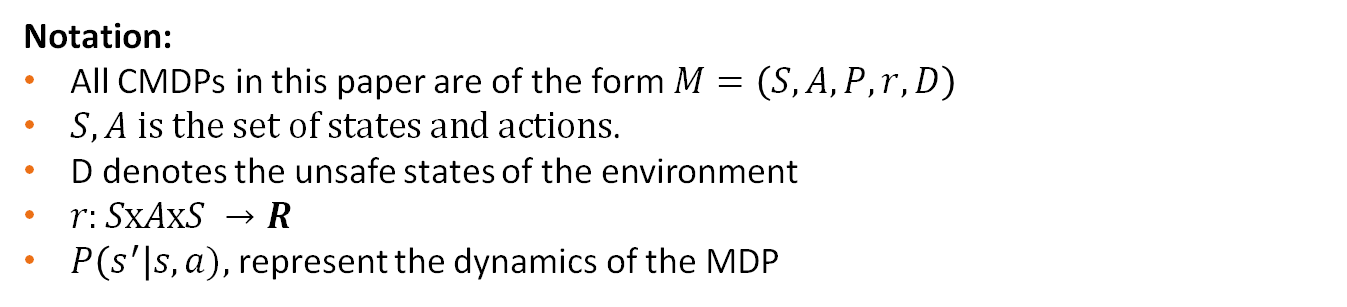 Notation:
• All CMDPs in this paper are of the form M = (S, A, P, r, D)
• S, A is the set of states and actions.
• D denotes the unsafe states of the environment
• r: SxAxS → R
• P(s′|s, a), represent the dynamics of the MDP